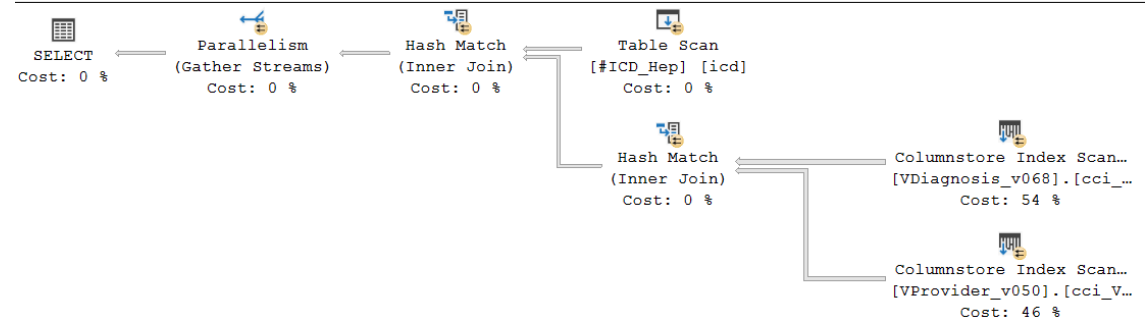 SELECT
Cost: 0 %
Parallelism
(Gather Streams)
Cost: 0 %
Hash Match
(Inner Join)
Cost: 0 %
Table Scan
[#ICD_Hep] [icd]
Cost: 0 %
Hash Match
(Inner Join)
Cost: 0 %
Columnstore Index Scan…
[VDiagnosis_v068].[cci_…
Cost: 54 %
Columnstore Index Scan…
[VProvider_v050].[cci_V…
Cost: 46 %